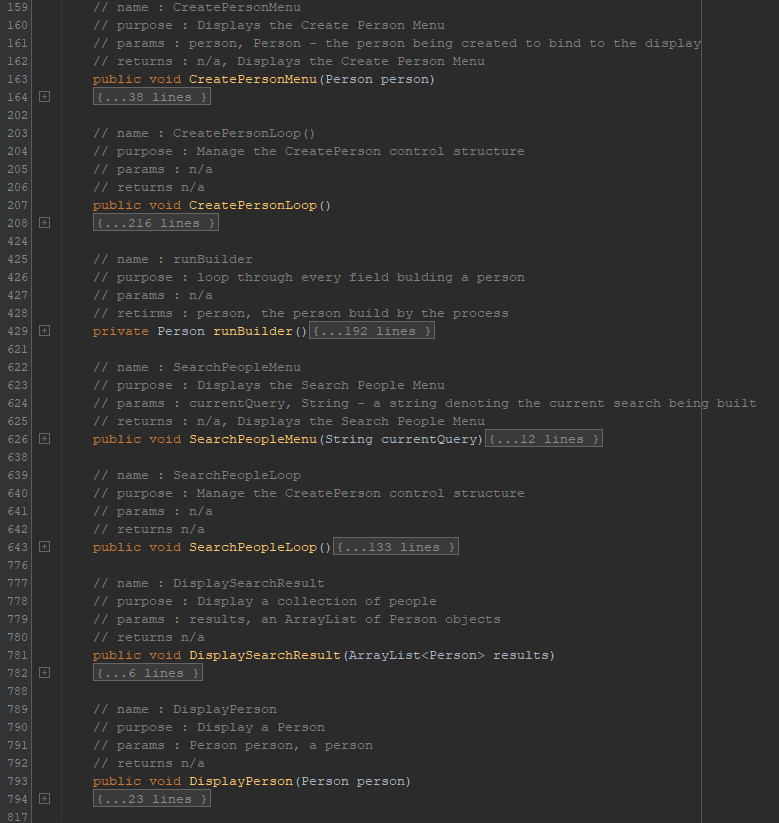 159 // name : CreatePersonMenu
160 // purpose : Displays the Create Person Menu
161 // params : person, Person - the person being created to bind to the display
162 // returns : n/a, Displays the Create Person Menu
163 public void CreatePersonMenu(Person person)
164 {...38 lines }
202
203 // name : CreatePersonLoop()
204 // purpose : Manage the CreatePerson control structure
205 // params : n/a
206 // returns n/a
207 public void CreatePersonLoop()
208 {...216 lines }
424
425 // name : runBuilder
426 // purpose : loop through every field bulding a person
427 // params : n/a
428 // retirms : person, the person build by the process
429 private Person runBuilder(){...192 lines }
621
622 // name : SearchPeopleMenu
623 // purpose : Displays the Search People Menu
624 // params : currentQuery, String - a string denoting the current search being built
625 // returns : n/a, Displays the Search People Menu
626 public void SearchPeopleMenu(String currentQuery){...12 lines }
638
639 // name : SearchPeopleLoop
640 // purpose : Manage the CreatePerson control structure
641 // params : n/a
642 // returns n/a
643 public void SearchPeopleLoop(){...133 lines }
776
777 // name : DisplaySearchResult
778 // purpose : Display a collection of people
779 // params : results, an ArrayList of Person objects
780 // returns n/a
781 public void DisplaySearchResult(ArrayList<Person> results)
782 {...6 lines }
788
789 // name : DisplayPerson
790 // purpose : Display a Person
791 // params : Person person, a person
792 // returns n/a
793 public void DisplayPerson(Person person)
794 {...23 lines }
817